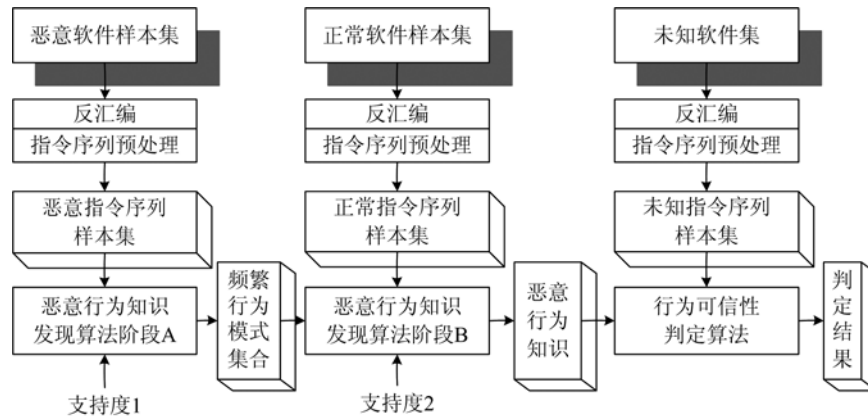 恶意软件样本集
正常软件样本集
未知软件集
反汇编
指令序列预处理
反汇编
指令序列预处理
反汇编
指令序列预处理
恶意指令序列
样本集
正常指令序列
样本集
未知指令序列
样本集
恶意行为知识
发现算法阶段A
频繁
行为
模式
集合
恶意行为知识
发现算法阶段B
恶意
行为
知识
行为可信性
判定算法
判
定
结
果
支持度1
支持度2